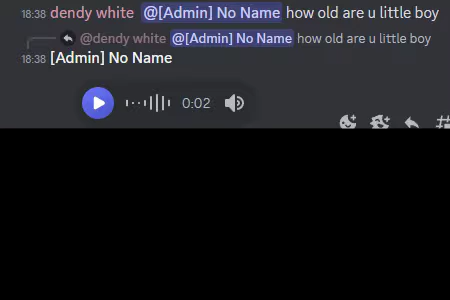 18:38 dendy white @[Admin] No Name how old are u little boy
@dendy white @[Admin] No Name how old are u little boy
18:38 [Admin] No Name
0:02